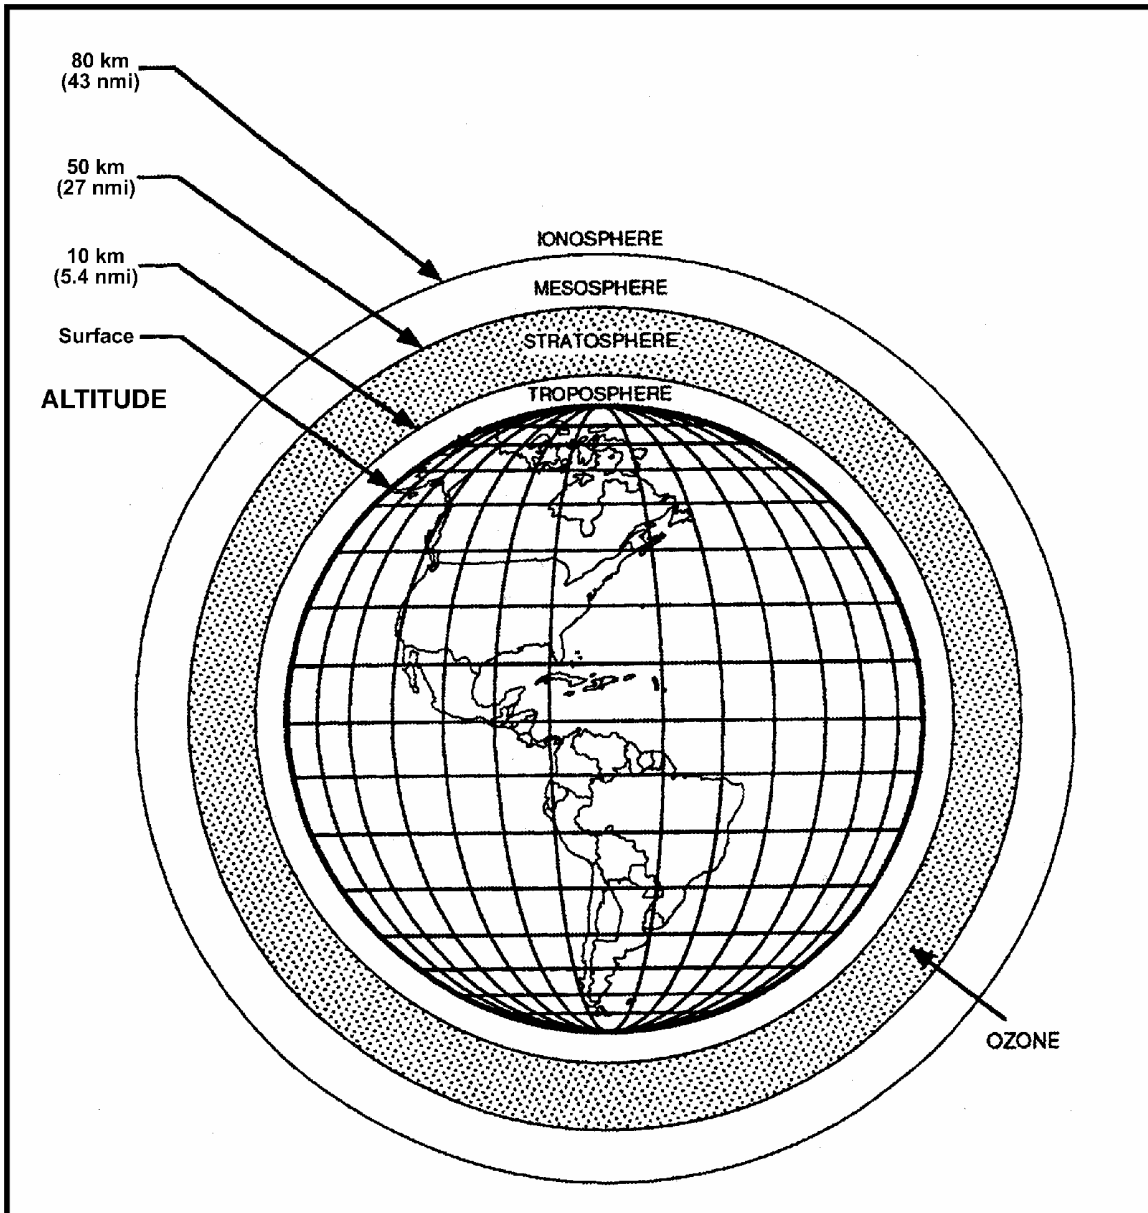 80 km
(43 nmi)
50 km
(27 nmi)
10 km
(5.4 nmi)
Surface
ALTITUDE
IONOSPHERE
MESOSPHERE
STRATOSPHERE
TROPOSPHERE
OZONE